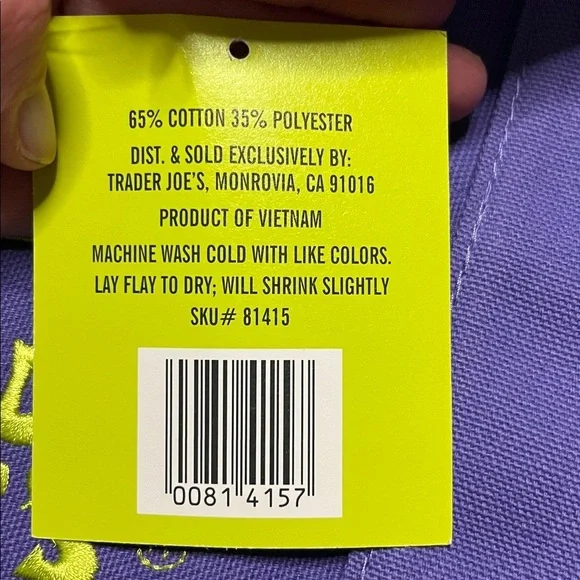 65% COTTON 35% POLYESTER
DIST. & SOLD EXCLUSIVELY BY:
TRADER JOE'S, MONROVIA, CA 91016
PRODUCT OF VIETNAM
MACHINE WASH COLD WITH LIKE COLORS.
LAY FLAY TO DRY; WILL SHRINK SLIGHTLY
SKU# 81415
0081 4157